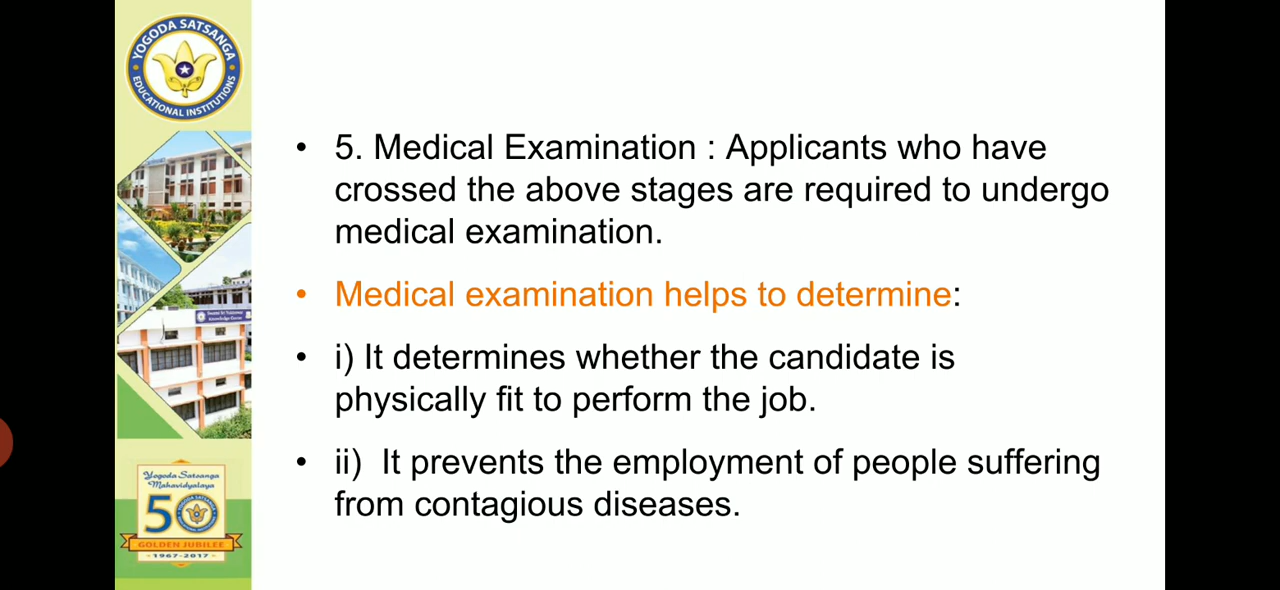 YOGODA SATSANGA
EDUCATIONAL INSTITUTIONS
Yogoda Satsanga
Mahavidyalaya
50
GOLDEN JUBILEE
1967-2017
• 5. Medical Examination : Applicants who have
crossed the above stages are required to undergo
medical examination.
• Medical examination helps to determine:
• i) It determines whether the candidate is
physically fit to perform the job.
• ii) It prevents the employment of people suffering
from contagious diseases.